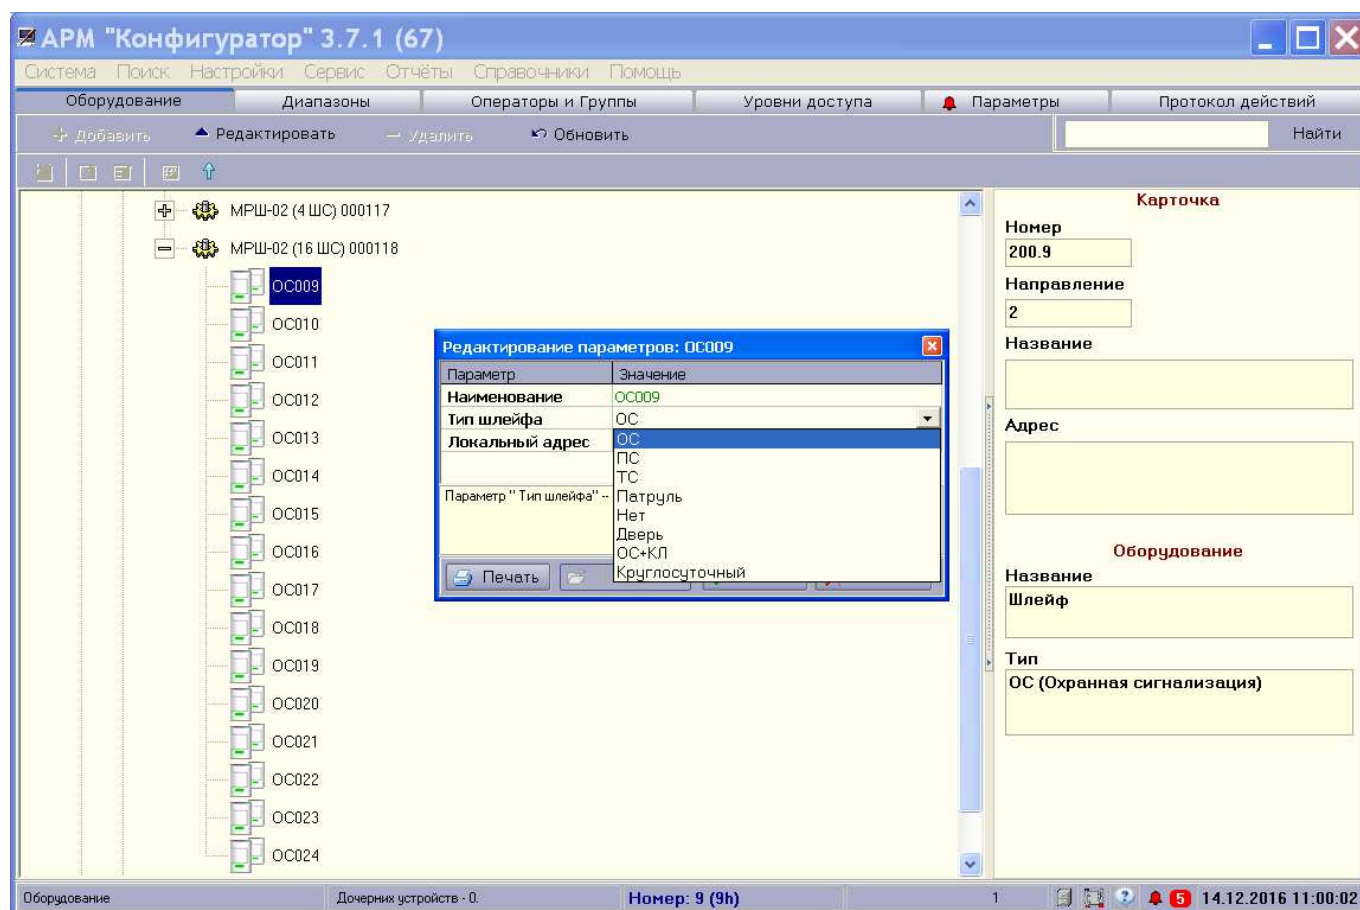 АРМ "Конфигуратор" 3.7.1 (67)
Система Поиск Настройки Сервис Отчёты Справочники Помощь
Оборудование Диапазоны Операторы и Группы Уровни доступа Параметры Протокол действий
Добавить Редактировать Удалить Обновить Найти
МРШ-02 (4 ШС) 000117
МРШ-02 (16 ШС) 000118
ОС009
ОС010
ОС011
ОС012
ОС013
ОС014
ОС015
ОС016
ОС017
ОС018
ОС019
ОС020
ОС021
ОС022
ОС023
ОС024
Редактирование параметров: ОС009
Параметр Значение
Наименование ОС009
Тип шлейфа ОС
Локальный адрес
ОС
ПС
ТС
Патруль
Нет
Дверь
ОС+КЛ
Круглосуточный
Параметр " Тип шлейфа" --
Печать
Карточка
Номер
200.9
Направление
2
Название
Адрес
Оборудование
Название
Шлейф
Тип
ОС (Охранная сигнализация)
Оборудование Дочерних устройств - 0. Номер: 9 (9h) 1 5 14.12.2016 11:00:02